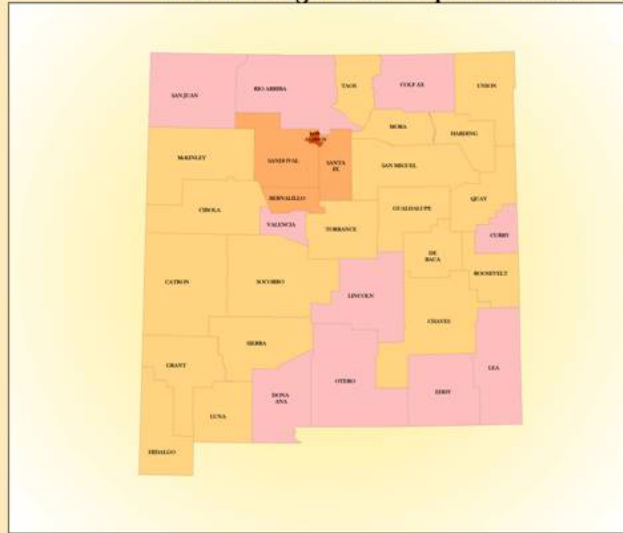 SAN JUAN
RIO ARRIBA
TAOS
COLFAX
UNION
MORA
HARDING
LOS
ALAMOS
McKINLEY
SANDOVAL
SANTA
FE
SAN MIGUEL
BERNALILLO
CIBOLA
GUADALUPE
QUAY
VALENCIA
TORRANCE
CURRY
DE
BACA
ROOSEVELT
CATRON
SOCORRO
LINCOLN
CHAVES
SIERRA
GRANT
OTERO
EDDY
LEA
DONA
ANA
LUNA
HIDALGO